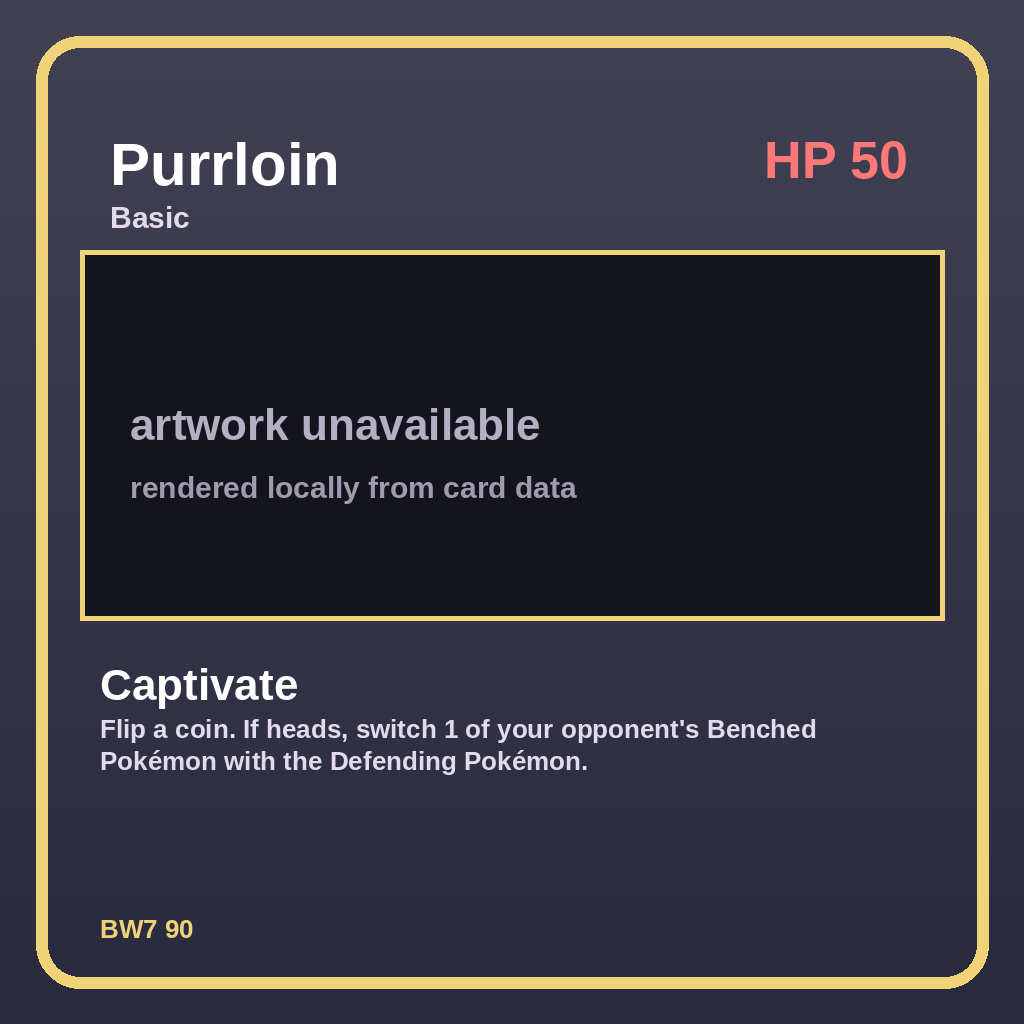 Purrloin
HP 50
Basic
artwork unavailable
rendered locally from card data
Captivate
Flip a coin. If heads, switch 1 of your opponent's Benched
Pokémon with the Defending Pokémon.
BW7 90